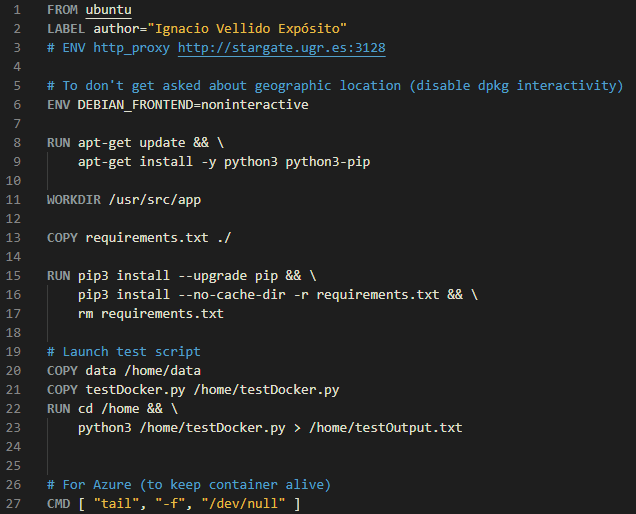 1 FROM ubuntu
2 LABEL author="Ignacio Vellido Expósito"
3 # ENV http_proxy http://stargate.ugr.es:3128
4
5 # To don't get asked about geographic location (disable dpkg interactivity)
6 ENV DEBIAN_FRONTEND=noninteractive
7
8 RUN apt-get update && \
9 apt-get install -y python3 python3-pip
10
11 WORKDIR /usr/src/app
12
13 COPY requirements.txt ./
14
15 RUN pip3 install --upgrade pip && \
16 pip3 install --no-cache-dir -r requirements.txt && \
17 rm requirements.txt
18
19 # Launch test script
20 COPY data /home/data
21 COPY testDocker.py /home/testDocker.py
22 RUN cd /home && \
23 python3 /home/testDocker.py > /home/testOutput.txt
24
25
26 # For Azure (to keep container alive)
27 CMD [ "tail", "-f", "/dev/null" ]